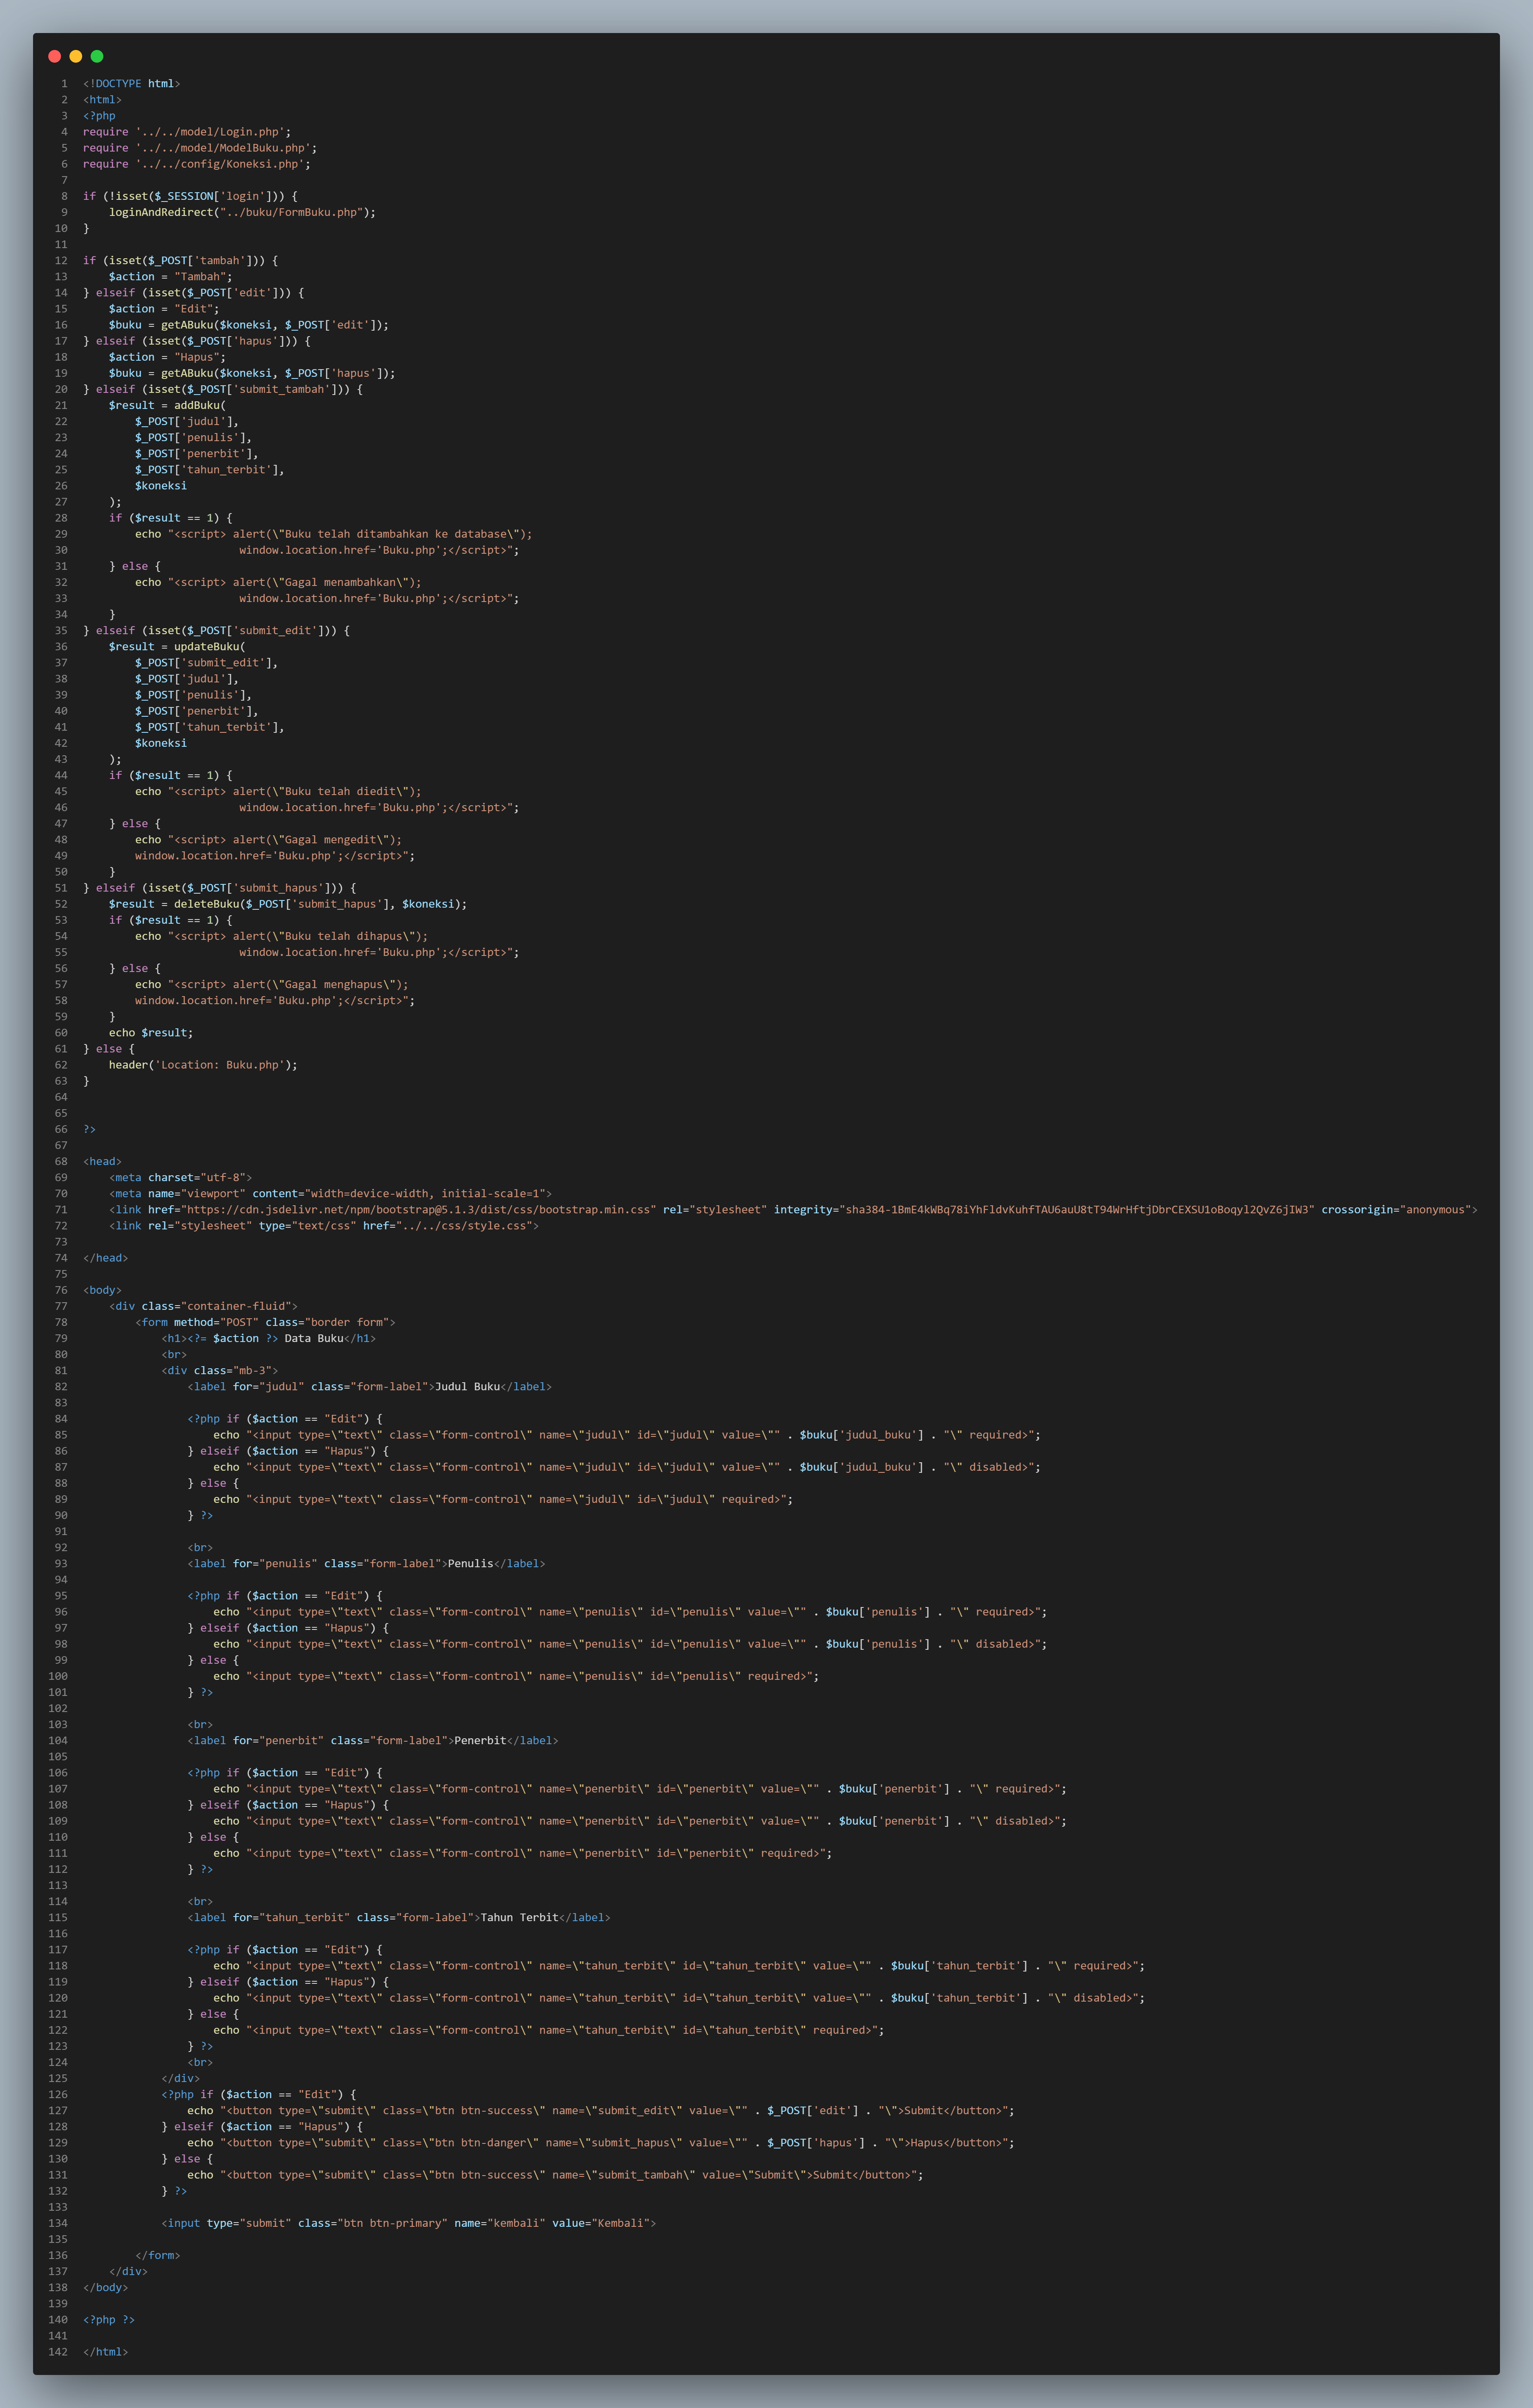 1 <!DOCTYPE html>
2 <html>
3 <?php
4 require '../../model/Login.php';
5 require '../../model/ModelBuku.php';
6 require '../../config/Koneksi.php';
7
8 if (!isset($_SESSION['login'])) {
9     loginAndRedirect("../buku/FormBuku.php");
10 }
11
12 if (isset($_POST['tambah'])) {
13     $action = "Tambah";
14 } elseif (isset($_POST['edit'])) {
15     $action = "Edit";
16     $buku = getABuku($koneksi, $_POST['edit']);
17 } elseif (isset($_POST['hapus'])) {
18     $action = "Hapus";
19     $buku = getABuku($koneksi, $_POST['hapus']);
20 } elseif (isset($_POST['submit_tambah'])) {
21     $result = addBuku(
22         $_POST['judul'],
23         $_POST['penulis'],
24         $_POST['penerbit'],
25         $_POST['tahun_terbit'],
26         $koneksi
27     );
28     if ($result == 1) {
29         echo "<script> alert(\"Buku telah ditambahkan ke database\");
30                         window.location.href='Buku.php';</script>";
31     } else {
32         echo "<script> alert(\"Gagal menambahkan\");
33                         window.location.href='Buku.php';</script>";
34     }
35 } elseif (isset($_POST['submit_edit'])) {
36     $result = updateBuku(
37         $_POST['submit_edit'],
38         $_POST['judul'],
39         $_POST['penulis'],
40         $_POST['penerbit'],
41         $_POST['tahun_terbit'],
42         $koneksi
43     );
44     if ($result == 1) {
45         echo "<script> alert(\"Buku telah diedit\");
46                         window.location.href='Buku.php';</script>";
47     } else {
48         echo "<script> alert(\"Gagal mengedit\");
49         window.location.href='Buku.php';</script>";
50     }
51 } elseif (isset($_POST['submit_hapus'])) {
52     $result = deleteBuku($_POST['submit_hapus'], $koneksi);
53     if ($result == 1) {
54         echo "<script> alert(\"Buku telah dihapus\");
55                         window.location.href='Buku.php';</script>";
56     } else {
57         echo "<script> alert(\"Gagal menghapus\");
58         window.location.href='Buku.php';</script>";
59     }
60     echo $result;
61 } else {
62     header('Location: Buku.php');
63 }
64
65
66 ?>
67
68 <head>
69     <meta charset="utf-8">
70     <meta name="viewport" content="width=device-width, initial-scale=1">
71     <link href="https://cdn.jsdelivr.net/npm/bootstrap@5.1.3/dist/css/bootstrap.min.css" rel="stylesheet" integrity="sha384-1BmE4kWBq78iYhFldvKuhfTAU6auU8tT94WrHftjDbrCEXSU1oBoqyl2QvZ6jIW3" crossorigin="anonymous">
72     <link rel="stylesheet" type="text/css" href="../../css/style.css">
73
74 </head>
75
76 <body>
77     <div class="container-fluid">
78         <form method="POST" class="border form">
79             <h1><?= $action ?> Data Buku</h1>
80             <br>
81             <div class="mb-3">
82                 <label for="judul" class="form-label">Judul Buku</label>
83
84                 <?php if ($action == "Edit") {
85                     echo "<input type=\"text\" class=\"form-control\" name=\"judul\" id=\"judul\" value=\"" . $buku['judul_buku'] . "\" required>";
86                 } elseif ($action == "Hapus") {
87                     echo "<input type=\"text\" class=\"form-control\" name=\"judul\" id=\"judul\" value=\"" . $buku['judul_buku'] . "\" disabled>";
88                 } else {
89                     echo "<input type=\"text\" class=\"form-control\" name=\"judul\" id=\"judul\" required>";
90                 } ?>
91
92                 <br>
93                 <label for="penulis" class="form-label">Penulis</label>
94
95                 <?php if ($action == "Edit") {
96                     echo "<input type=\"text\" class=\"form-control\" name=\"penulis\" id=\"penulis\" value=\"" . $buku['penulis'] . "\" required>";
97                 } elseif ($action == "Hapus") {
98                     echo "<input type=\"text\" class=\"form-control\" name=\"penulis\" id=\"penulis\" value=\"" . $buku['penulis'] . "\" disabled>";
99                 } else {
100                     echo "<input type=\"text\" class=\"form-control\" name=\"penulis\" id=\"penulis\" required>";
101                 } ?>
102
103                 <br>
104                 <label for="penerbit" class="form-label">Penerbit</label>
105
106                 <?php if ($action == "Edit") {
107                     echo "<input type=\"text\" class=\"form-control\" name=\"penerbit\" id=\"penerbit\" value=\"" . $buku['penerbit'] . "\" required>";
108                 } elseif ($action == "Hapus") {
109                     echo "<input type=\"text\" class=\"form-control\" name=\"penerbit\" id=\"penerbit\" value=\"" . $buku['penerbit'] . "\" disabled>";
110                 } else {
111                     echo "<input type=\"text\" class=\"form-control\" name=\"penerbit\" id=\"penerbit\" required>";
112                 } ?>
113
114                 <br>
115                 <label for="tahun_terbit" class="form-label">Tahun Terbit</label>
116
117                 <?php if ($action == "Edit") {
118                     echo "<input type=\"text\" class=\"form-control\" name=\"tahun_terbit\" id=\"tahun_terbit\" value=\"" . $buku['tahun_terbit'] . "\" required>";
119                 } elseif ($action == "Hapus") {
120                     echo "<input type=\"text\" class=\"form-control\" name=\"tahun_terbit\" id=\"tahun_terbit\" value=\"" . $buku['tahun_terbit'] . "\" disabled>";
121                 } else {
122                     echo "<input type=\"text\" class=\"form-control\" name=\"tahun_terbit\" id=\"tahun_terbit\" required>";
123                 } ?>
124                 <br>
125             </div>
126             <?php if ($action == "Edit") {
127                 echo "<button type=\"submit\" class=\"btn btn-success\" name=\"submit_edit\" value=\"" . $_POST['edit'] . "\">Submit</button>";
128             } elseif ($action == "Hapus") {
129                 echo "<button type=\"submit\" class=\"btn btn-danger\" name=\"submit_hapus\" value=\"" . $_POST['hapus'] . "\">Hapus</button>";
130             } else {
131                 echo "<button type=\"submit\" class=\"btn btn-success\" name=\"submit_tambah\" value=\"Submit\">Submit</button>";
132             } ?>
133
134             <input type="submit" class="btn btn-primary" name="kembali" value="Kembali">
135
136         </form>
137     </div>
138 </body>
139
140 <?php ?>
141
142 </html>